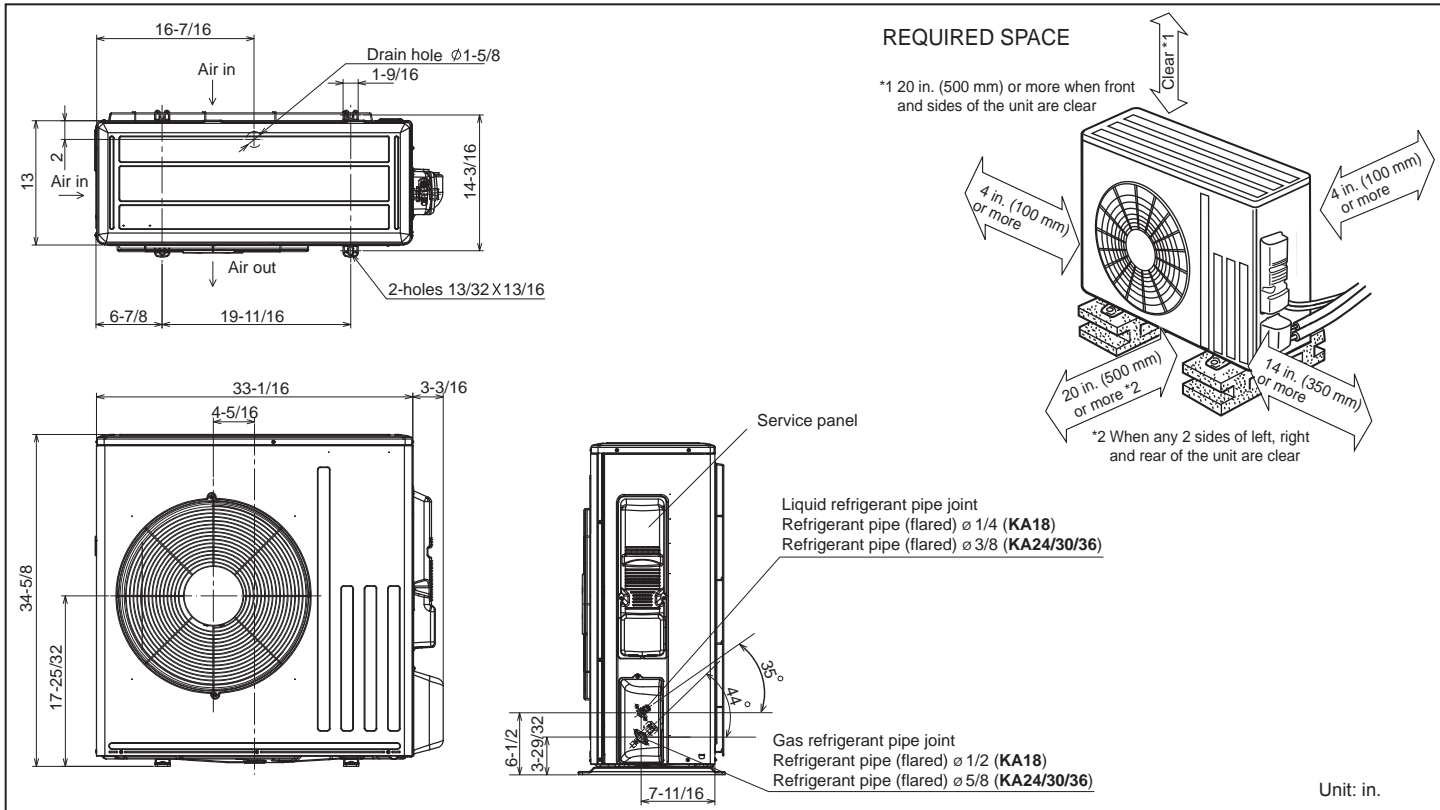 16-7/16
Drain hole ø1-5/8
1-9/16
Air in
2
13
Air in
14-3/16
Air out
2-holes 13/32 X 13/16
6-7/8
19-11/16
REQUIRED SPACE
Clear *1
*1 20 in. (500 mm) or more when front
and sides of the unit are clear
4 in. (100 mm)
or more
4 in. (100 mm)
or more
20 in. (500 mm)
or more *2
14 in. (350 mm)
or more
*2 When any 2 sides of left, right
and rear of the unit are clear
33-1/16
3-3/16
4-5/16
34-5/8
17-25/32
Service panel
Liquid refrigerant pipe joint
Refrigerant pipe (flared) ø 1/4 (KA18)
Refrigerant pipe (flared) ø 3/8 (KA24/30/36)
35°
44°
6-1/2
3-29/32
7-11/16
Gas refrigerant pipe joint
Refrigerant pipe (flared) ø 1/2 (KA18)
Refrigerant pipe (flared) ø 5/8 (KA24/30/36)
Unit: in.